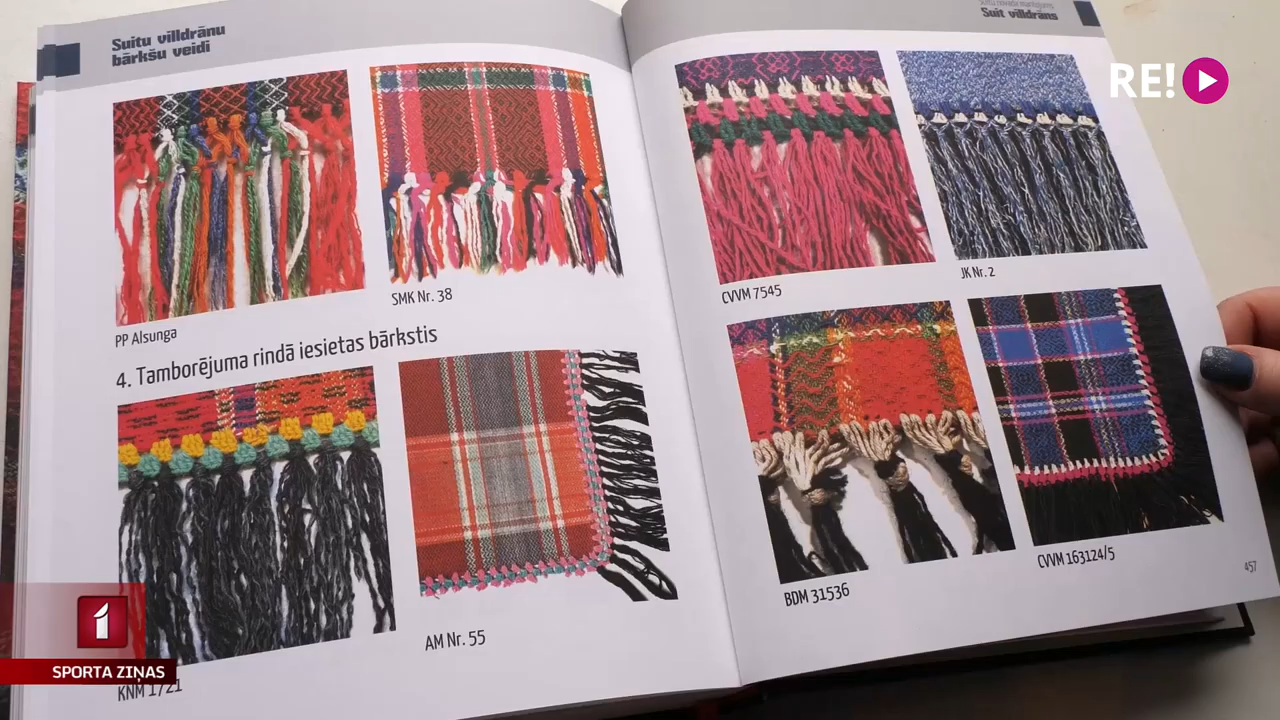 Suitu villdrānu
bārkšu veidi
PP Alsunga
SMK Nr. 38
4. Tamborējuma rindā iesietas bārkstis
KNM 1721
AM Nr. 55
Suit villdrāns
CVVM 7545
JK Nr. 2
BDM 31536
CVVM 163124/5
457
RE!
1
SPORTA ZIŅAS